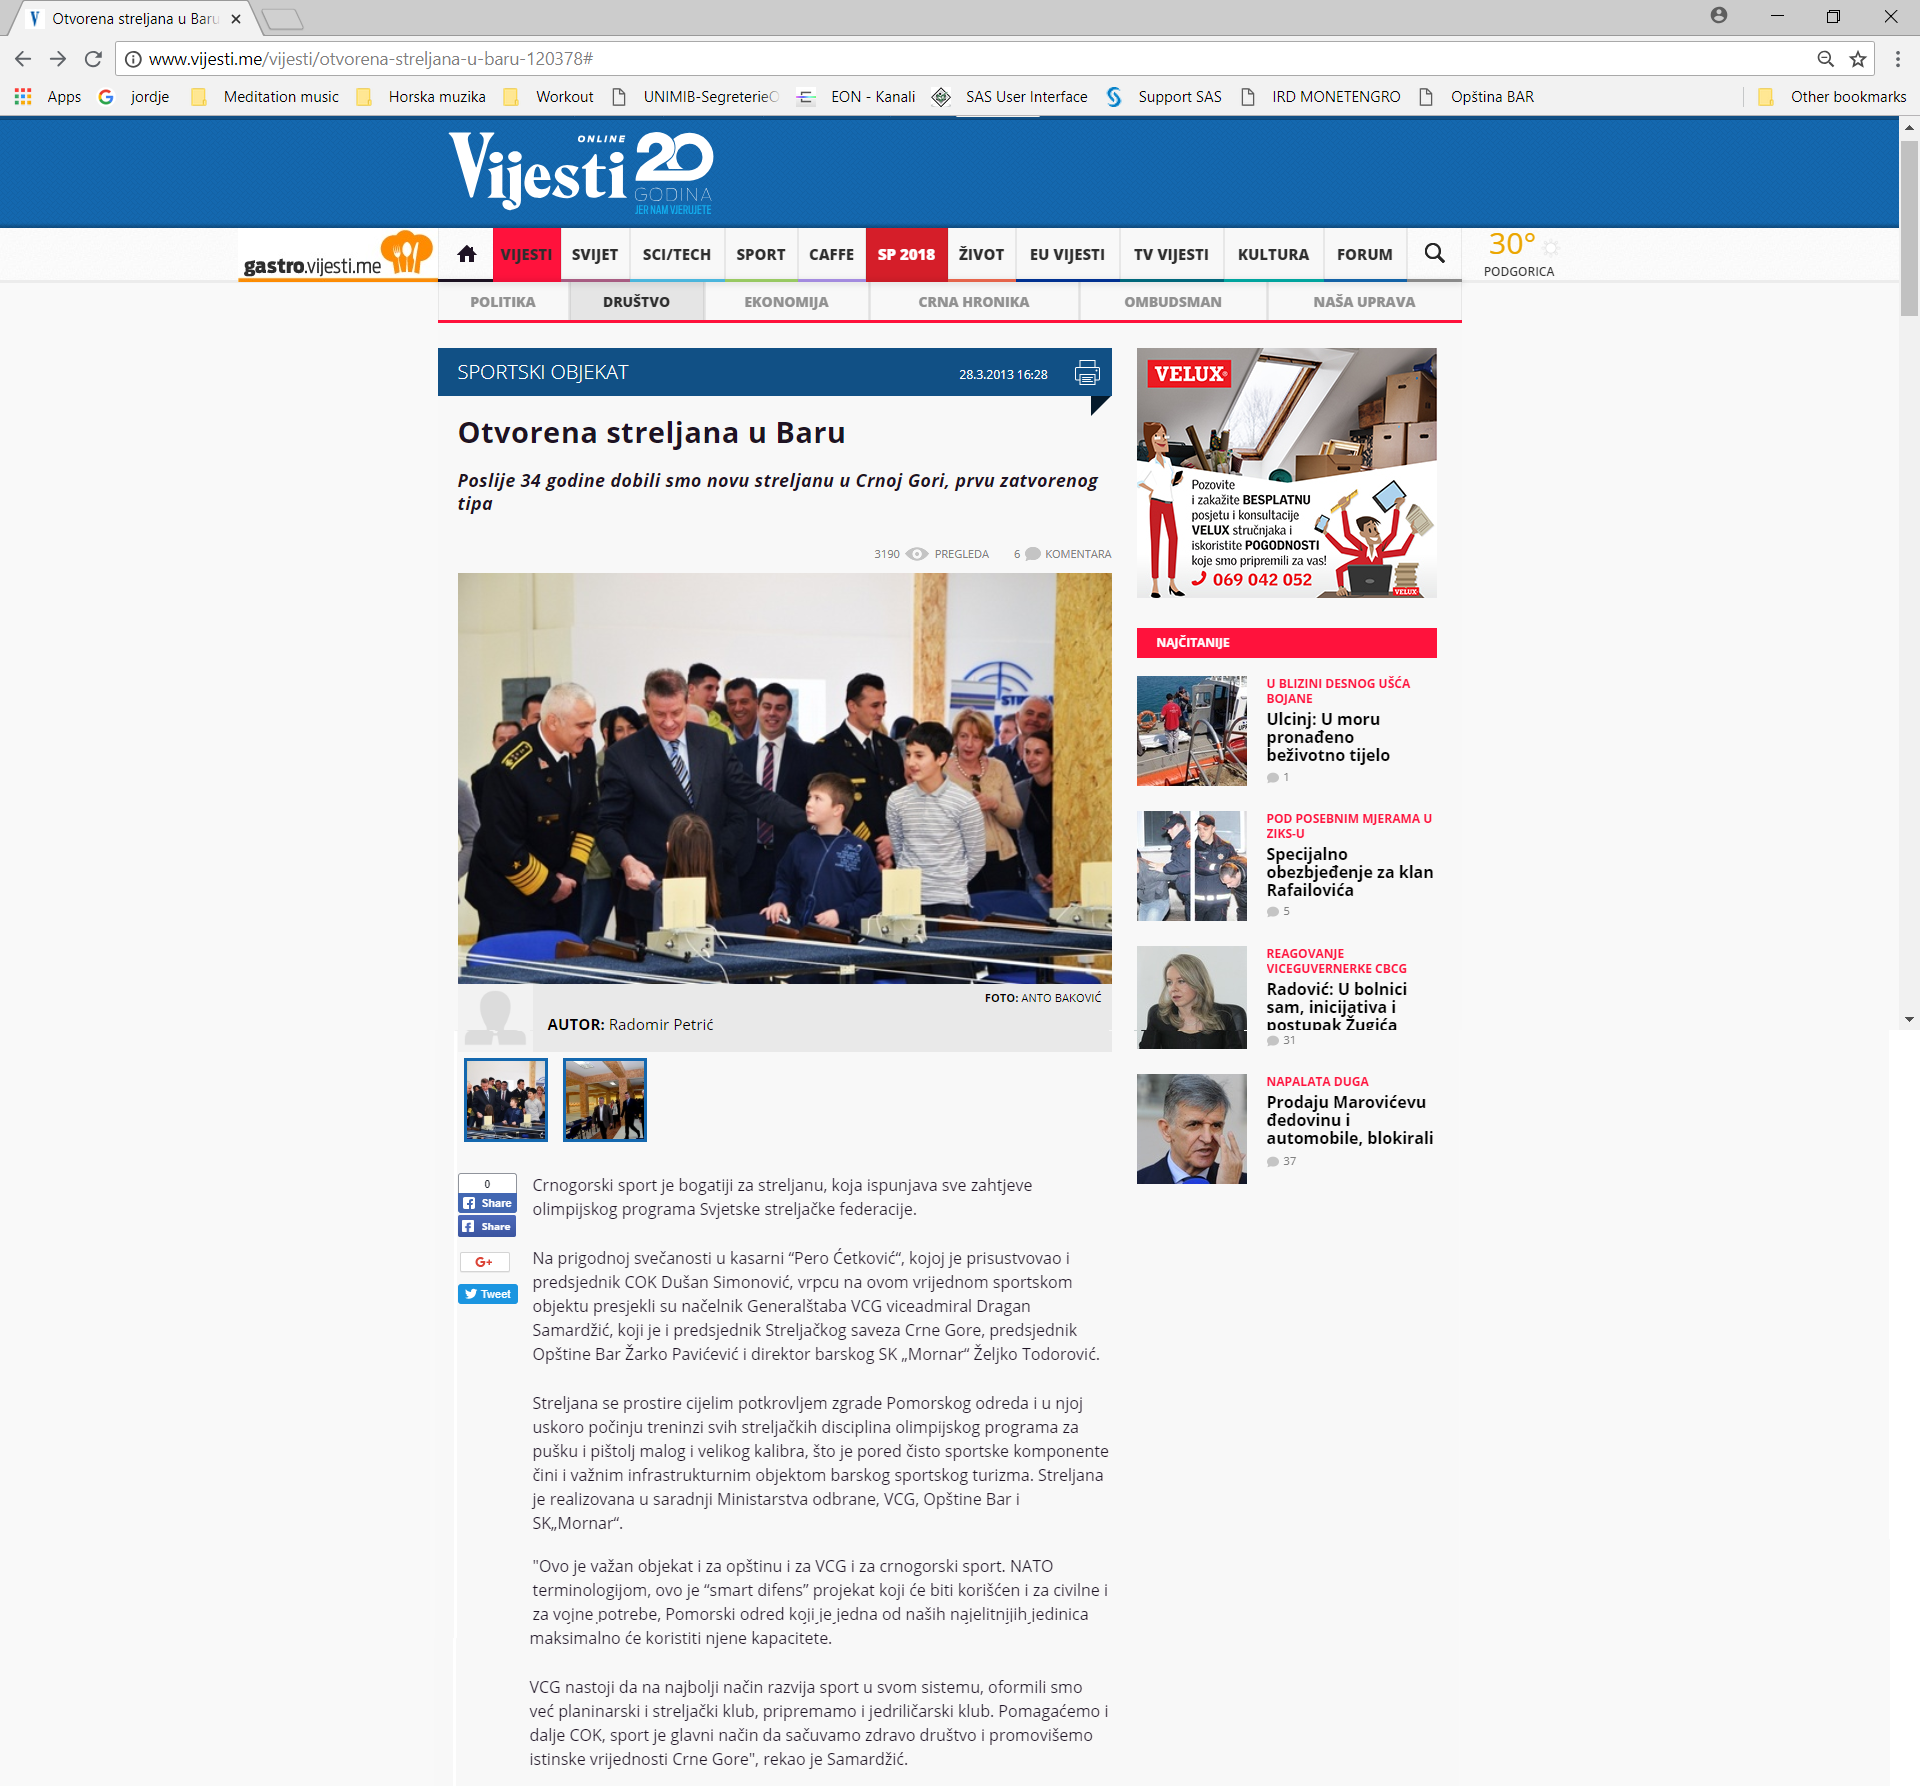 Otvorena streljana u Baru
www.vijesti.me/vijesti/otvorena-streljana-u-baru-120378#
Apps
jordje
Meditation music
Horska muzika
Workout
UNIMIB-SegreterieO
EON - Kanali
SAS User Interface
Support SAS
IRD MONETENGRO
Opština BAR
Other bookmarks
ONLINE
Vijesti 20
GODINA
JER NAM VJERUJETE
gastro.vijesti.me
VIJESTI
SVIJET
SCI/TECH
SPORT
CAFFE
SP 2018
ŽIVOT
EU VIJESTI
TV VIJESTI
KULTURA
FORUM
30°
PODGORICA
POLITIKA
DRUŠTVO
EKONOMIJA
CRNA HRONIKA
OMBUDSMAN
NAŠA UPRAVA
SPORTSKI OBJEKAT
28.3.2013 16:28
Otvorena streljana u Baru
Poslije 34 godine dobili smo novu streljanu u Crnoj Gori, prvu zatvorenog
tipa
3190 PREGLEDA
6 KOMENTARA
FOTO: ANTO BAKOVIĆ
AUTOR: Radomir Petrić
0
Share
Share
G+
Tweet
Crnogorski sport je bogatiji za streljanu, koja ispunjava sve zahtjeve
olimpijskog programa Svjetske streljačke federacije.
Na prigodnoj svečanosti u kasarni “Pero Ćetković“, kojoj je prisustvovao i
predsjednik COK Dušan Simonović, vrpcu na ovom vrijednom sportskom
objektu presjekli su načelnik Generalštaba VCG viceadmiral Dragan
Samardžić, koji je i predsjednik Streljačkog saveza Crne Gore, predsjednik
Opštine Bar Žarko Pavićević i direktor barskog SK „Mornar“ Željko Todorović.
Streljana se prostire cijelim potkrovljem zgrade Pomorskog odreda i u njoj
uskoro počinju treninzi svih streljačkih disciplina olimpijskog programa za
pušku i pištolj malog i velikog kalibra, što je pored čisto sportske komponente
čini i važnim infrastrukturnim objektom barskog sportskog turizma. Streljana
je realizovana u saradnji Ministarstva odbrane, VCG, Opštine Bar i
SK„Mornar“.
"Ovo je važan objekat i za opštinu i za VCG i za crnogorski sport. NATO
terminologijom, ovo je “smart difens” projekat koji će biti korišćen i za civilne i
za vojne potrebe, Pomorski odred koji je jedna od naših najelitnijih jedinica
maksimalno će koristiti njene kapacitete.
VCG nastoji da na najbolji način razvija sport u svom sistemu, oformili smo
već planinarski i streljački klub, pripremamo i jedriličarski klub. Pomagaćemo i
dalje COK, sport je glavni način da sačuvamo zdravo društvo i promovišemo
istinske vrijednosti Crne Gore", rekao je Samardžić.
VELUX
Pozovite
i zakažite BESPLATNU
posjetu i konsultacije
VELUX stručnjaka i
iskoristite POGODNOSTI
koje smo pripremili za vas!
069 042 052
VELUX
NAJČITANIJE
U BLIZINI DESNOG UŠĆA
BOJANE
Ulcinj: U moru
pronađeno
beživotno tijelo
1
POD POSEBNIM MJERAMA U
ZIKS-U
Specijalno
obezbjeđenje za klan
Rafailovića
5
REAGOVANJE
VICEGUVERNERKE CBCG
Radović: U bolnici
sam, inicijativa i
postupak Žugića
31
NAPALATA DUGA
Prodaju Marovićevu
đedovinu i
automobile, blokirali
37